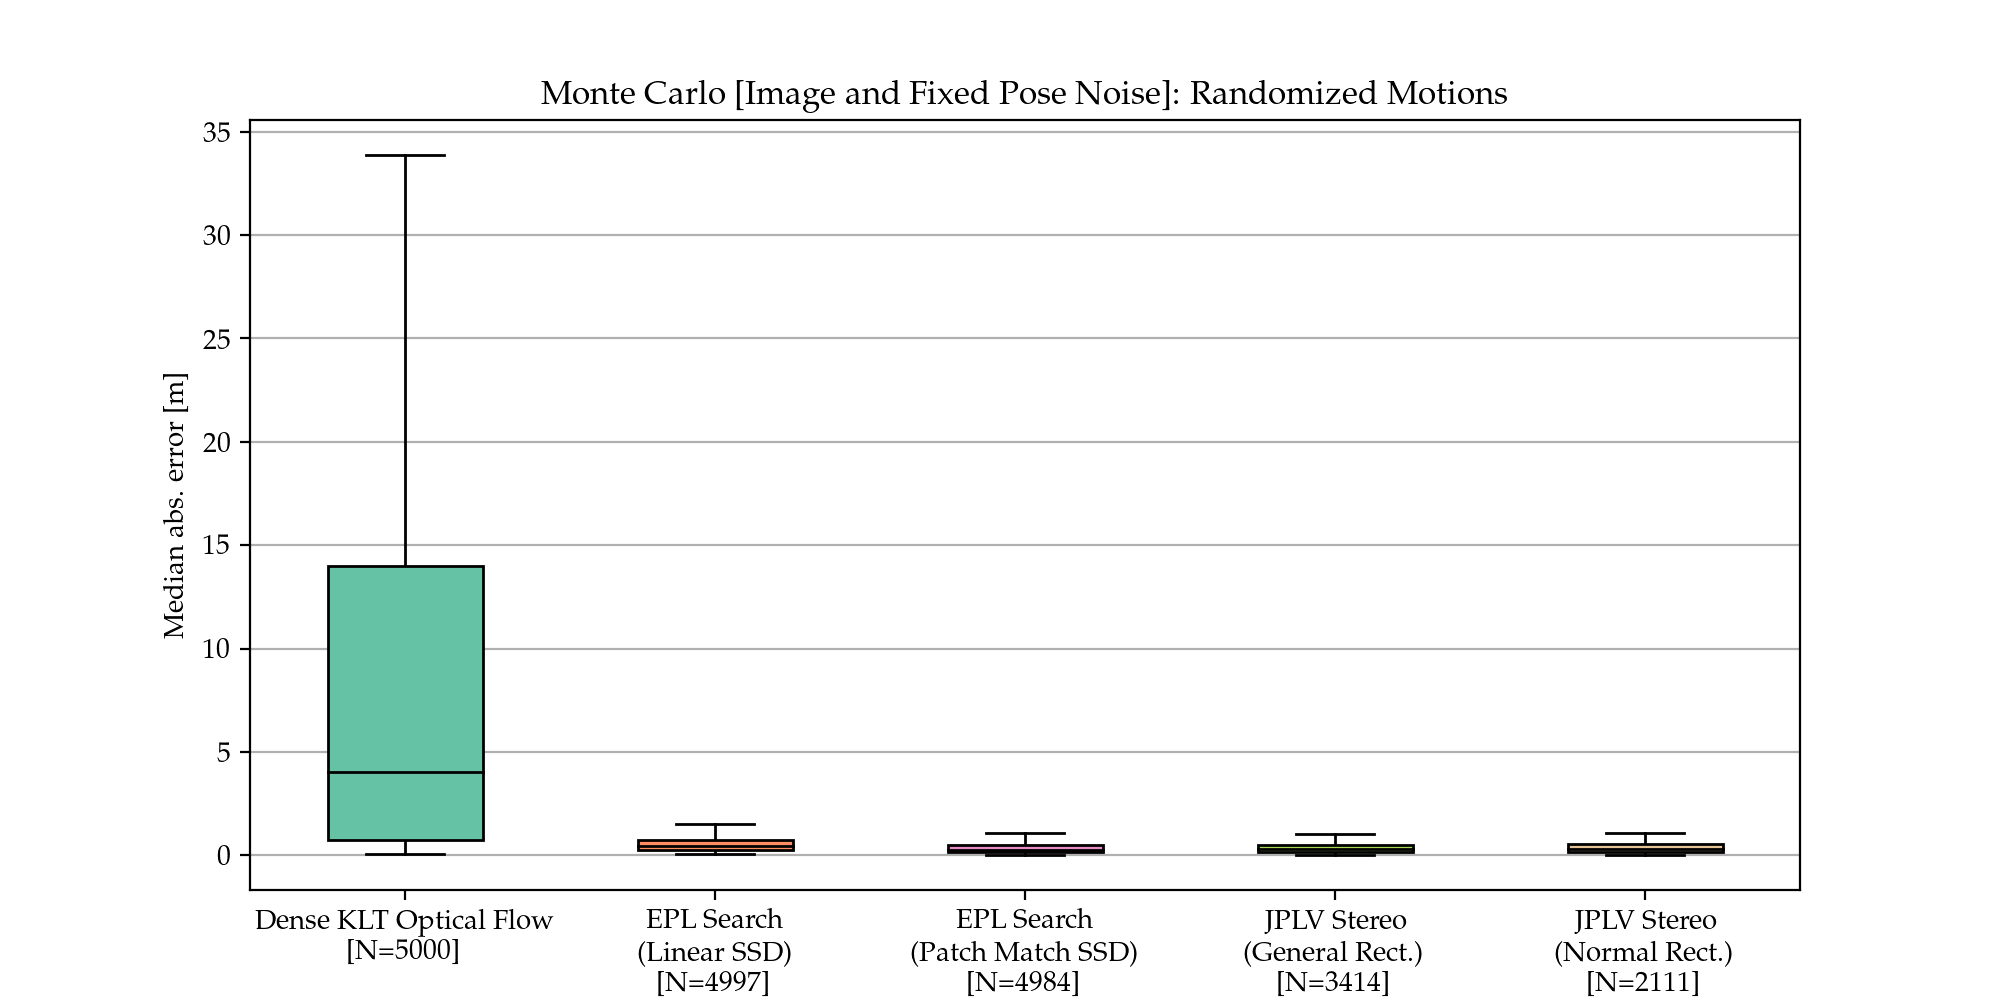 Monte Carlo [Image and Fixed Pose Noise]: Randomized Motions
Median abs. error [m]
35
30
25
20
15
10
5
0
Dense KLT Optical Flow
[N=5000]
EPL Search
(Linear SSD)
[N=4997]
EPL Search
(Patch Match SSD)
[N=4984]
JPLV Stereo
(General Rect.)
[N=3414]
JPLV Stereo
(Normal Rect.)
[N=2111]